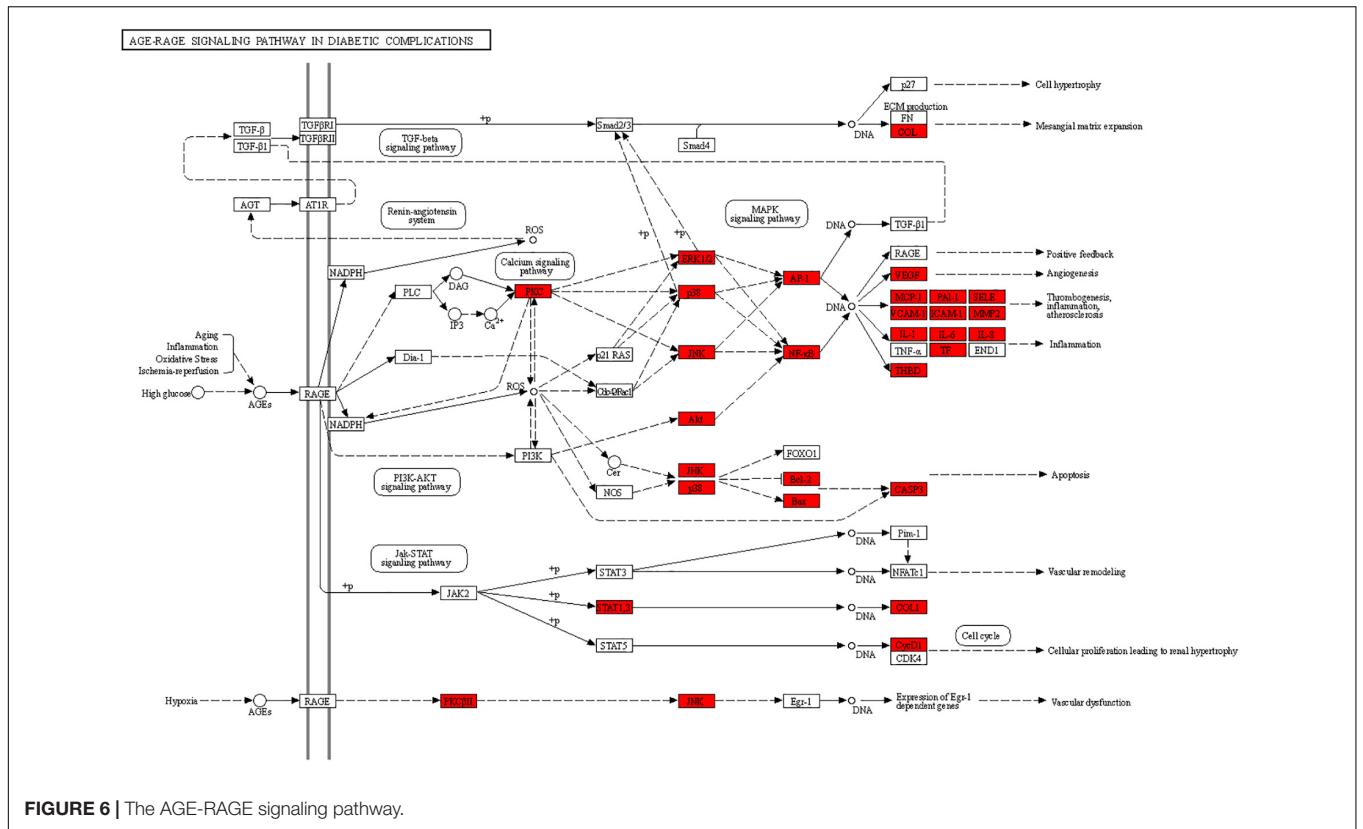 AGE-RAGE SIGNALING PATHWAY IN DIABETIC COMPLICATIONS
p27
Cell hypertrophy
ECM production
FN
COL
DNA
Mesangial matrix expansion
TGF-β
TGF-β1
TGFβRI
TGFβRII
+p
TGF-beta
signaling pathway
Smad2/3
Smad4
AGT
AT1R
Renin-angiotensin
system
MAPK
signaling pathway
ROS
+p
+p
DNA
TGF-β1
NADPH
Calcium signaling
pathway
ERK1/2
RAGE
Positive feedback
PLC
DAG
PKC
p38
AP-1
VEGF
Angiogenesis
IP3
Ca2+
DNA
MCP-1
PAI-1
SELE
VCAM-1
ICAM-1
MMP2
Thrombogenesis,
inflammation,
atherosclerosis
Aging
Inflammation
Oxidative Stress
Ischemia-reperfusion
Dia-1
p21 RAS
JNK
NF-κB
IL-1
IL-6
IL-8
TNF-α
TF
END1
Inflammation
THBD
High glucose
AGEs
RAGE
ROS
Cdc42/Rac1
NADPH
Akt
PI3K
PI3K-AKT
signaling pathway
Cer
NOS
JNK
p38
FOXO1
Bcl-2
Bax
CASP3
Apoptosis
Jak-STAT
siganling pathway
DNA
Pim-1
+p
JAK2
+p
STAT3
DNA
NFATc1
Vascular remodeling
+p
STAT1,3
DNA
COL1
+p
STAT5
DNA
CycD1
CDK4
Cell cycle
Cellular proliferation leading to renal hypertrophy
Hypoxia
AGEs
RAGE
PKCβII
JNK
Egr-1
DNA
Expression of Egr-1
dependent genes
Vascular dysfunction
FIGURE 6 | The AGE-RAGE signaling pathway.